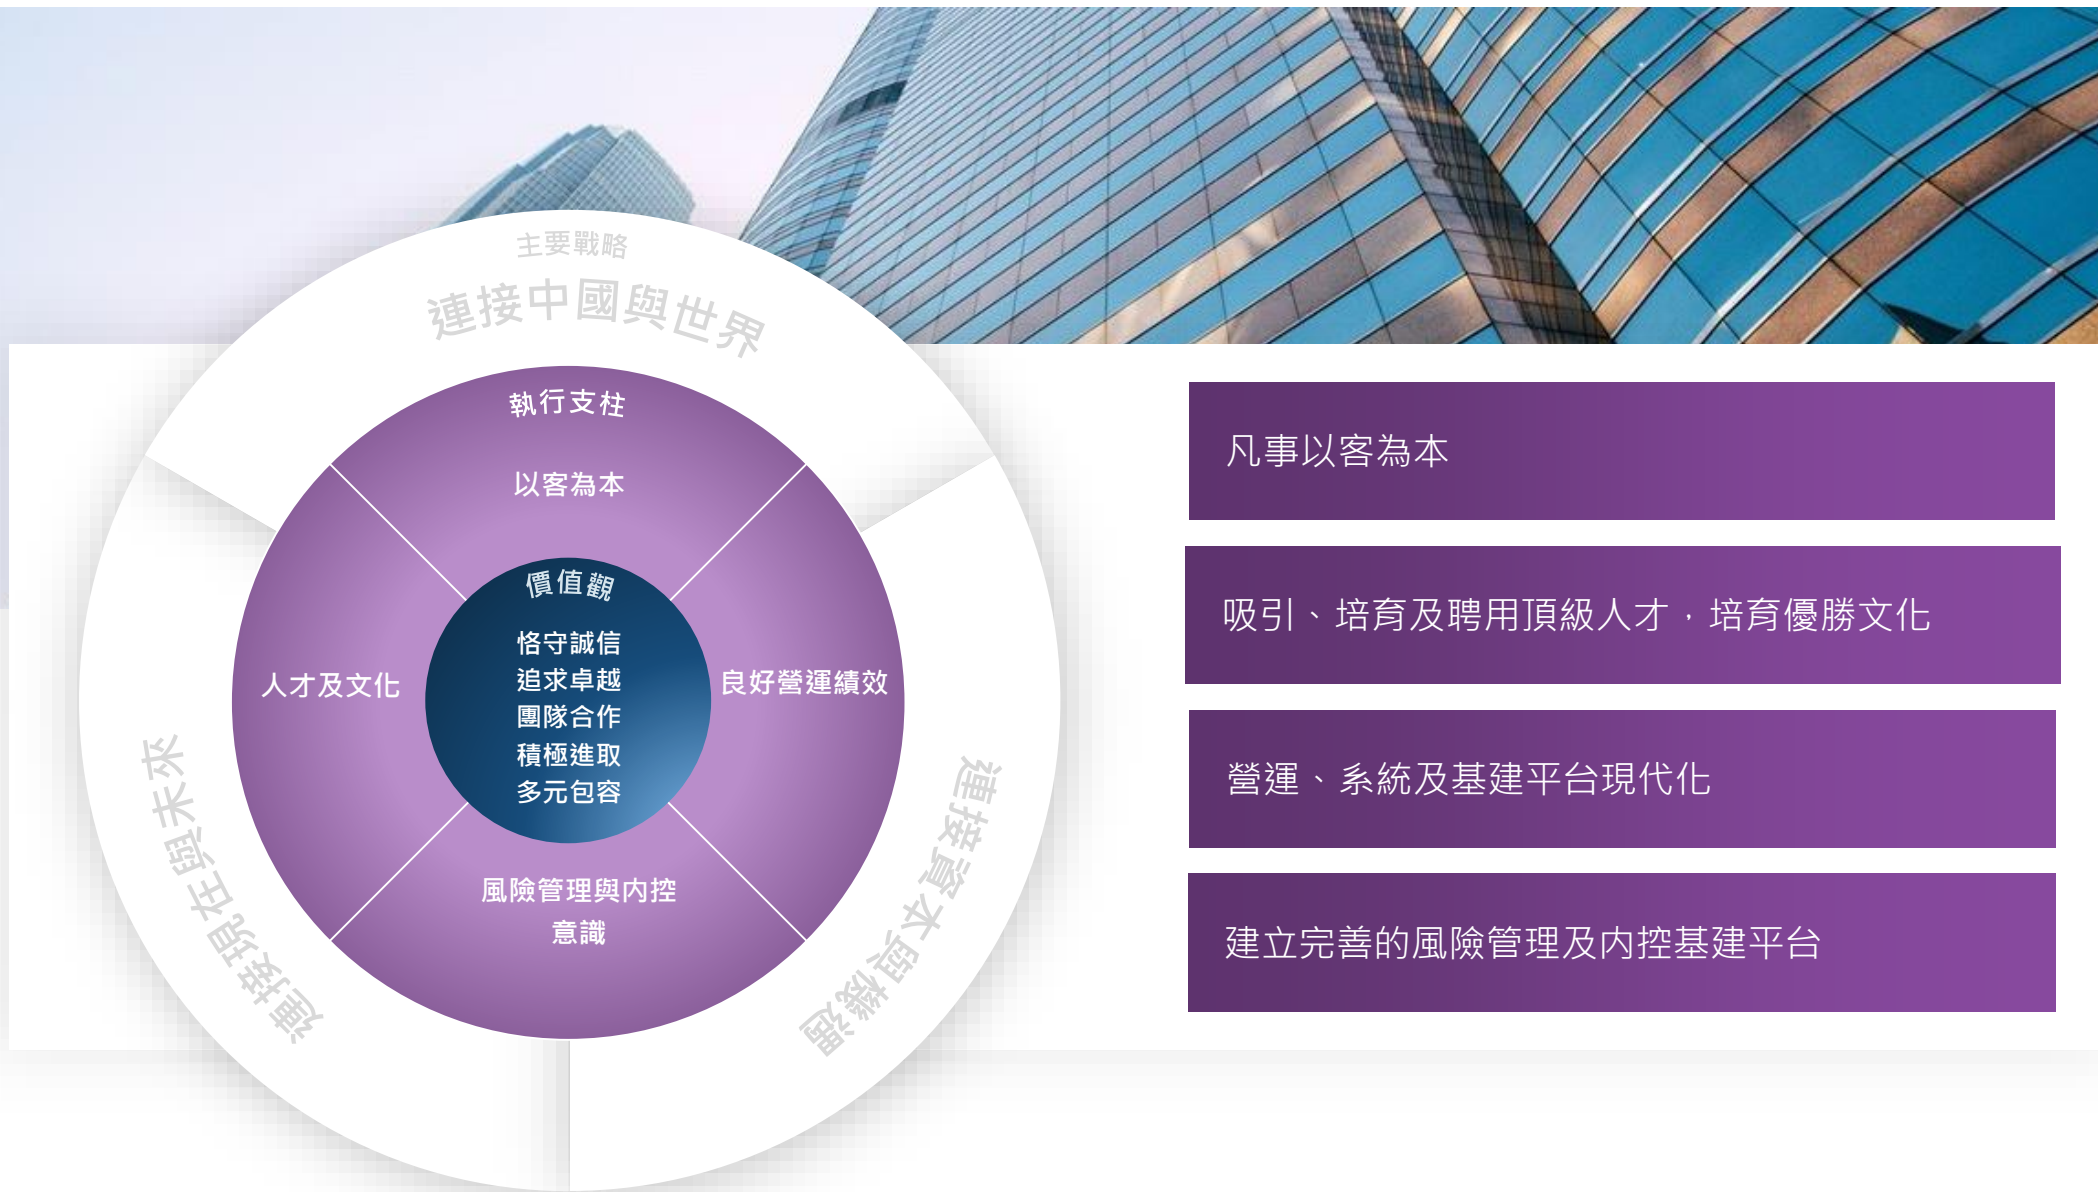 主要戰略
連接中國與世界
執行支柱
以客為本
價值觀
恪守誠信
追求卓越
團隊合作
積極進取
多元包容
人才及文化
良好營運績效
風險管理與内控
意識
連接現在與未來
連接資本與機遇
凡事以客為本
吸引、培育及聘用頂級人才，培育優勝文化
營運、系統及基建平台現代化
建立完善的風險管理及内控基建平台